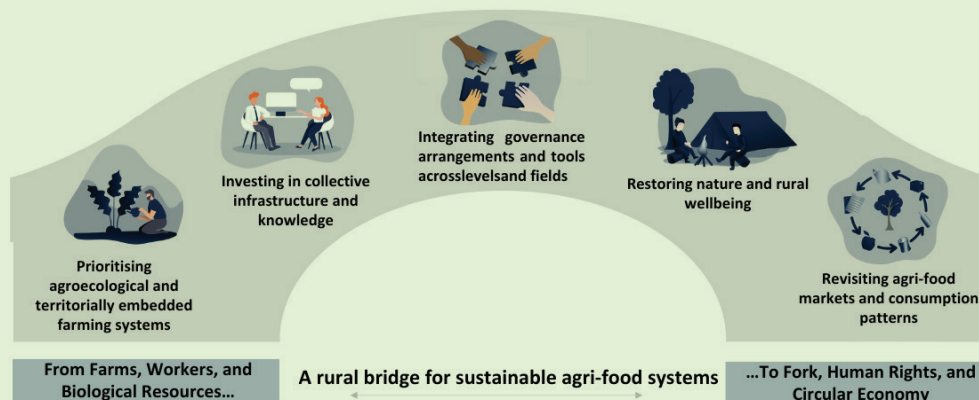 Prioritising
agroecological and
territorially embedded
farming systems
Investing in collective
infrastructure and
knowledge
Integrating governance
arrangements and tools
acrosslevelsand fields
Restoring nature and rural
wellbeing
Revisiting agri-food
markets and consumption
patterns
From Farms, Workers, and
Biological Resources...
A rural bridge for sustainable agri-food systems
...To Fork, Human Rights, and
Circular Economy